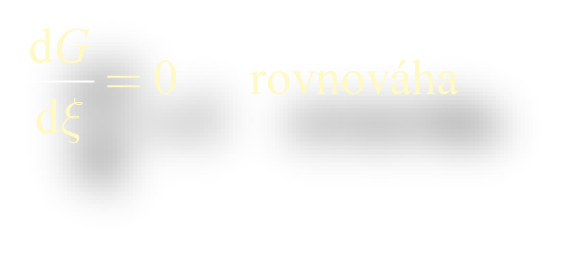 dG/dξ = 0 rovnováha